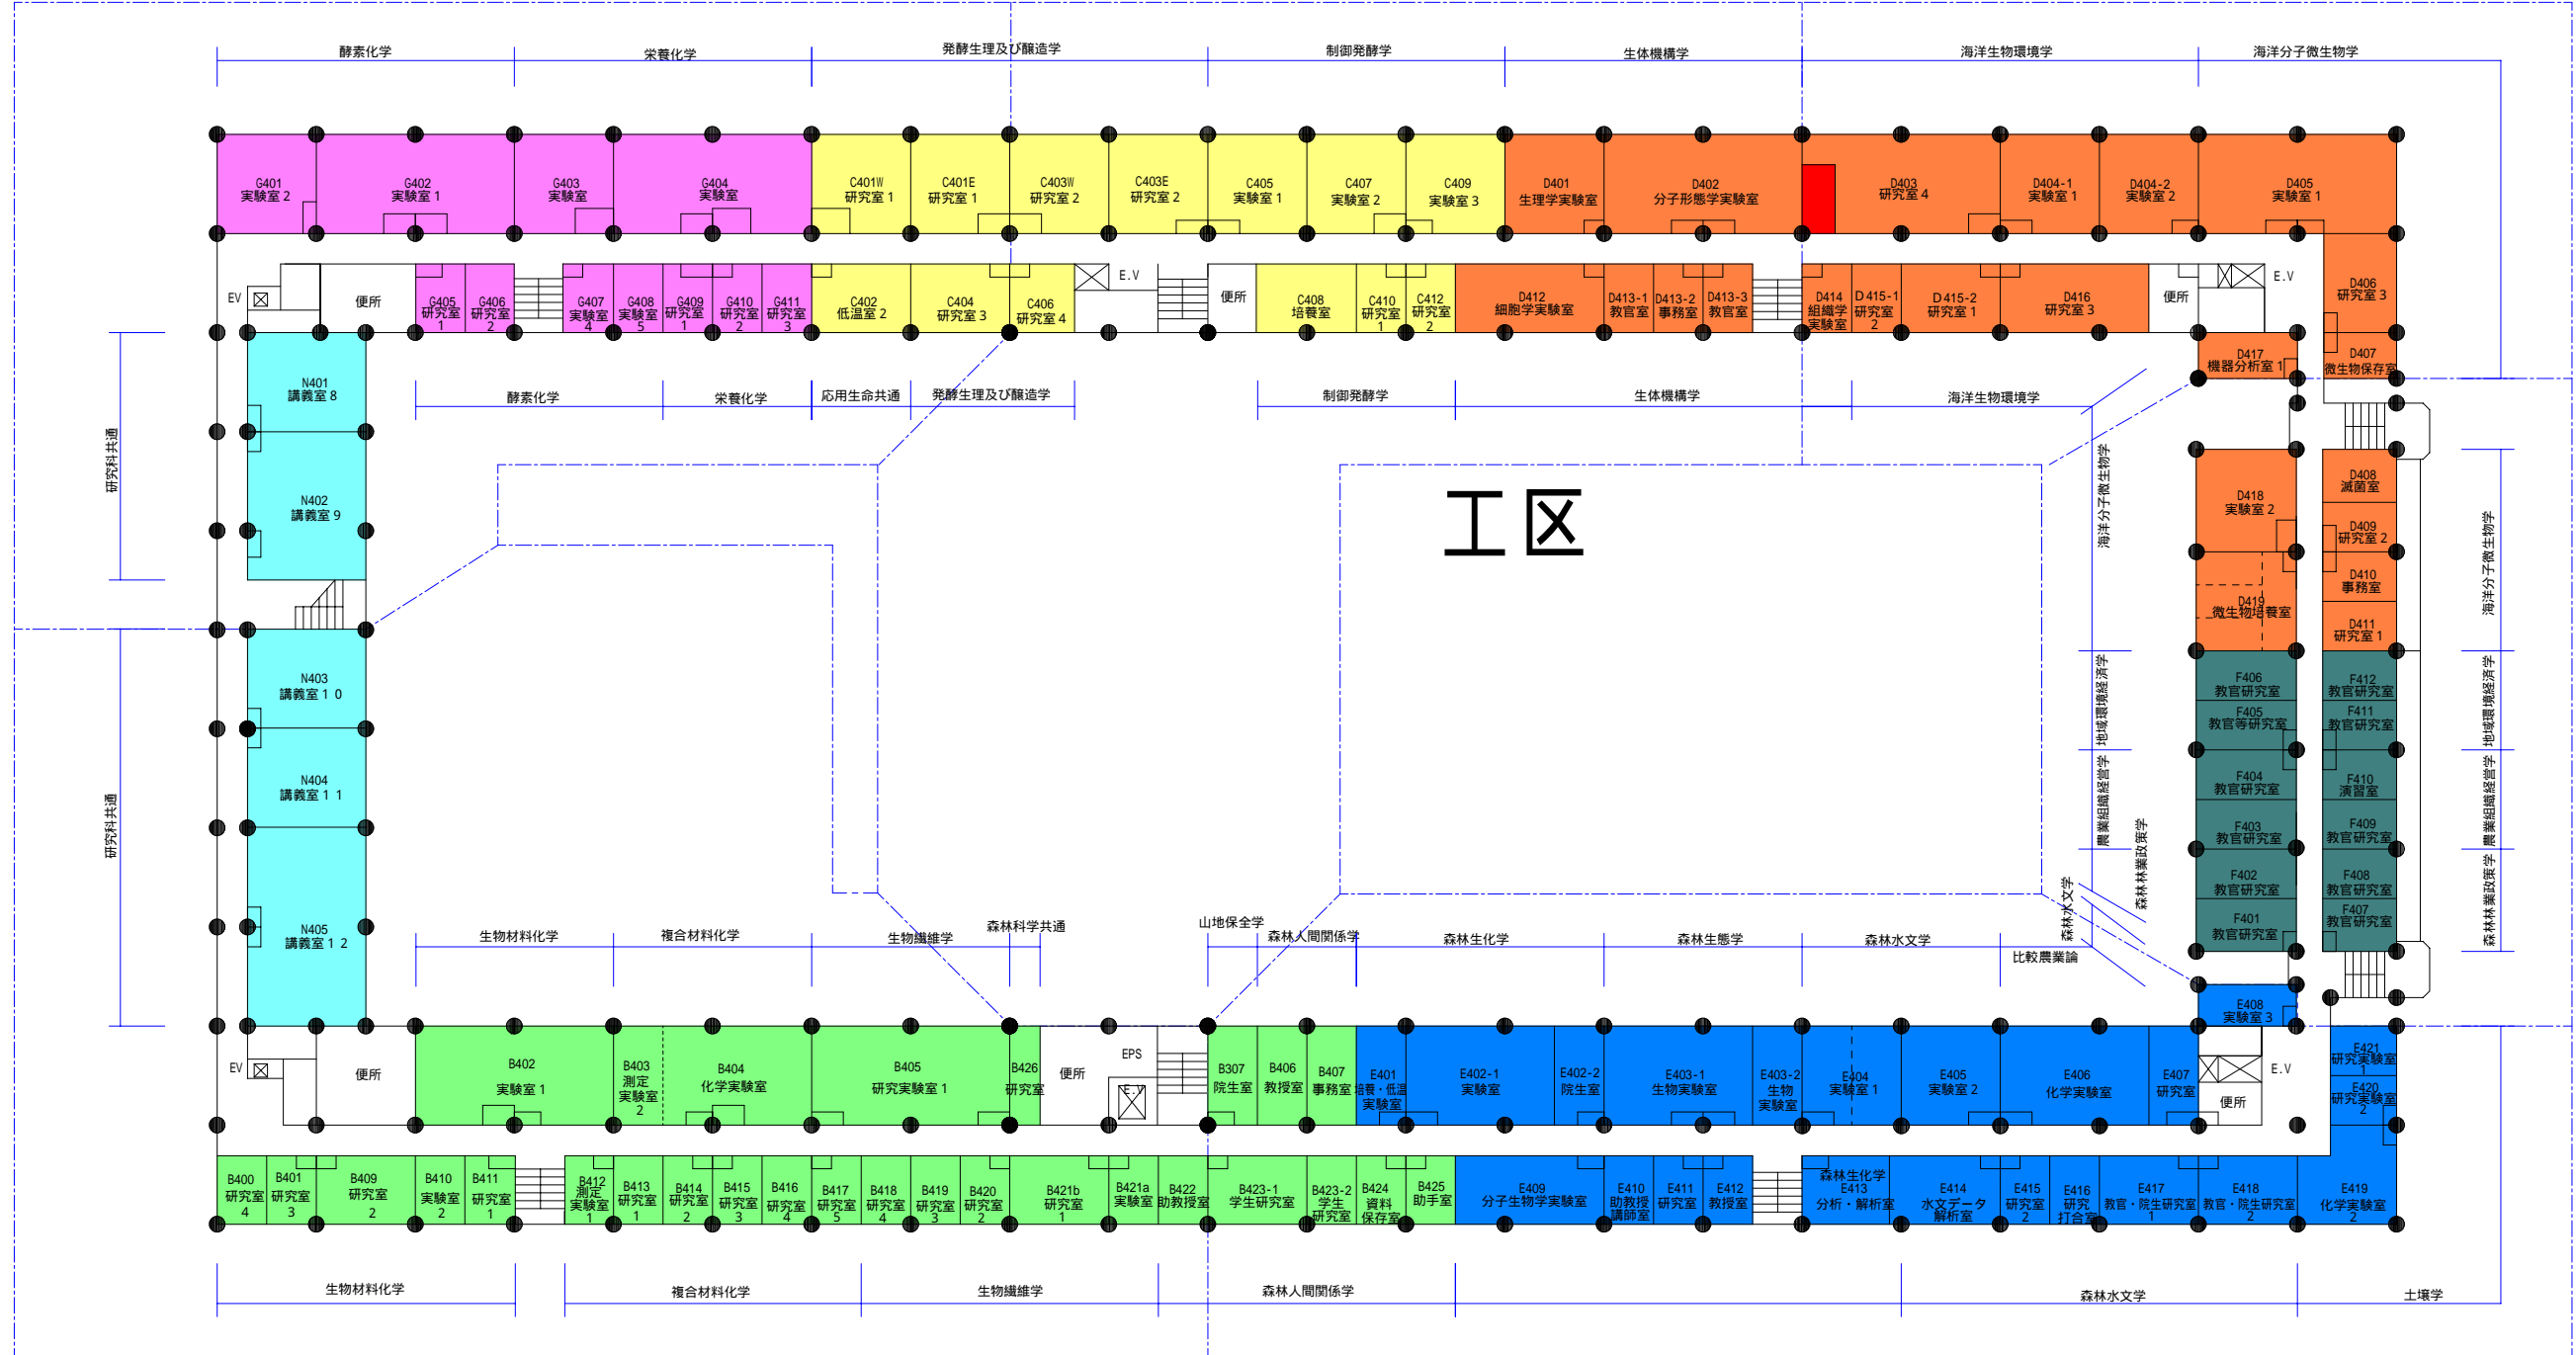 酵素化学
栄養化学
発酵生理及び醸造学
制御発酵学
生体機構学
海洋生物環境学
海洋分子微生物学
G401
実験室 2
G402
実験室 1
G403
実験室
G404
実験室
C401W
研究室 1
C401E
研究室 1
C403W
研究室 2
C403E
研究室 2
C405
実験室 1
C407
実験室 2
C409
実験室 3
D401
生理学実験室
D402
分子形態学実験室
D403
研究室 4
D404-1
実験室 1
D404-2
実験室 2
D405
実験室 1
EV
便所
G405
研究室
1
G406
研究室
2
G407
実験室
4
G408
実験室
5
G409
研究室
1
G410
研究室
2
G411
研究室
3
C402
低温室 2
C404
研究室 3
C406
研究室 4
E.V
便所
C408
培養室
C410
研究室
1
C412
研究室
2
D412
細胞学実験室
D413-1
教官室
D413-2
事務室
D413-3
教官室
D414
組織学
実験室
D415-1
研究室
2
D415-2
研究室 1
D416
研究室 3
便所
E.V
D406
研究室 3
D417
機器分析室 1
D407
微生物保存室
酵素化学
栄養化学
応用生命共通
発酵生理及び醸造学
制御発酵学
生体機構学
海洋生物環境学
研究科共通
N401
講義室 8
N402
講義室 9
工区
海洋分子微生物学
D418
実験室 2
D408
滅菌室
D409
研究室 2
D410
事務室
D419
微生物培養室
D411
研究室 1
海洋分子微生物学
研究科共通
N403
講義室 1 0
N404
講義室 1 1
N405
講義室 1 2
地域環境経済学
F406
教官研究室
F412
教官研究室
F405
教官等研究室
F411
教官研究室
地域環境経済学
農業組織経営学
F404
教官研究室
F410
演習室
F403
教官研究室
F409
教官研究室
農業組織経営学
森林水文学
森林林業政策学
F402
教官研究室
F408
教官研究室
F401
教官研究室
F407
教官研究室
森林林業政策学
生物材料化学
複合材料化学
生物繊維学
森林科学共通
山地保全学
森林人間関係学
森林生化学
森林生態学
森林水文学
比較農業論
E408
実験室 3
EV
便所
B402
実験室 1
B403
測定
実験室
2
B404
化学実験室
B405
研究実験室 1
B426
研究室
便所
EPS
E.V
B307
院生室
B406
教授室
B407
事務室
E401
培養・低温
実験室
E402-1
実験室
E402-2
院生室
E403-1
生物実験室
E403-2
生物
実験室
E404
実験室 1
E405
実験室 2
E406
化学実験室
E407
研究室
便所
E.V
E421
研究実験室
1
E420
研究実験室
2
B400
研究室
4
B401
研究室
3
B409
研究室
2
B410
実験室
2
B411
研究室
1
B412
測定
実験室
1
B413
研究室
1
B414
研究室
2
B415
研究室
3
B416
研究室
4
B417
研究室
5
B418
研究室
4
B419
研究室
3
B420
研究室
2
B421b
研究室
1
B421a
実験室
B422
助教授室
B423-1
学生研究室
B423-2
学生
研究室
B424
資料
保存室
B425
助手室
E409
分子生物学実験室
E410
助教授
講師室
E411
研究室
E412
教授室
森林生化学
E413
分析・解析室
E414
水文データ
解析室
E415
研究室
2
E416
研究
打合室
E417
教官・院生研究室
1
E418
教官・院生研究室
2
E419
化学実験室
2
生物材料化学
複合材料化学
生物繊維学
森林人間関係学
森林水文学
土壌学